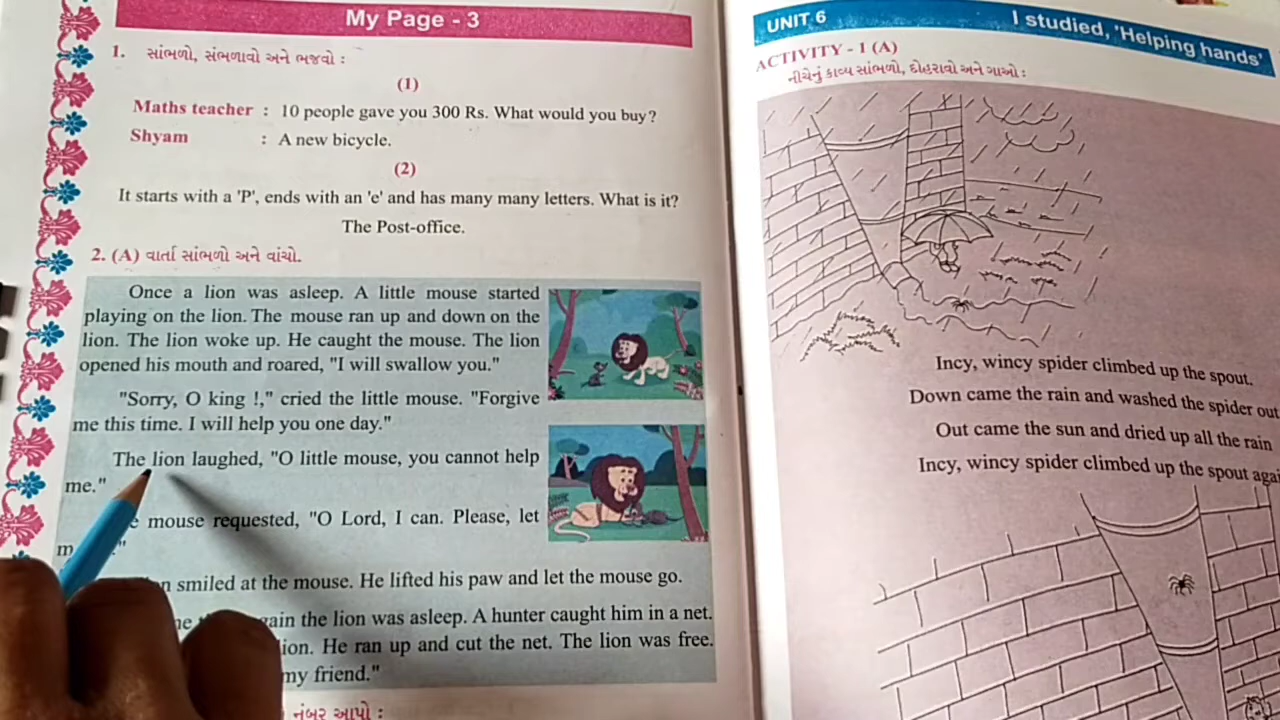 My Page - 3
1. સાંભળો, સંભળાવો અને ભજવો :
(1)
Maths teacher : 10 people gave you 300 Rs. What would you buy?
Shyam : A new bicycle.
(2)
It starts with a 'P', ends with an 'e' and has many many letters. What is it?
The Post-office.
2. (A) વાર્તા સાંભળો અને વાંચો.
Once a lion was asleep. A little mouse started
playing on the lion. The mouse ran up and down on the
lion. The lion woke up. He caught the mouse. The lion
opened his mouth and roared, "I will swallow you."
"Sorry, O king !," cried the little mouse. "Forgive
me this time. I will help you one day."
The lion laughed, "O little mouse, you cannot help
me."
mouse requested, "O Lord, I can. Please, let
smiled at the mouse. He lifted his paw and let the mouse go.
the lion was asleep. A hunter caught him in a net.
He ran up and cut the net. The lion was free.
my friend."
નંબર આપો :
UNIT 6
I studied, 'Helping hands'
ACTIVITY - 1 (A)
નીચેનું કાવ્ય સાંભળો, દોહરાવો અને ગાઓ :
Incy, wincy spider climbed up the spout.
Down came the rain and washed the spider out
Out came the sun and dried up all the rain
Incy, wincy spider climbed up the spout